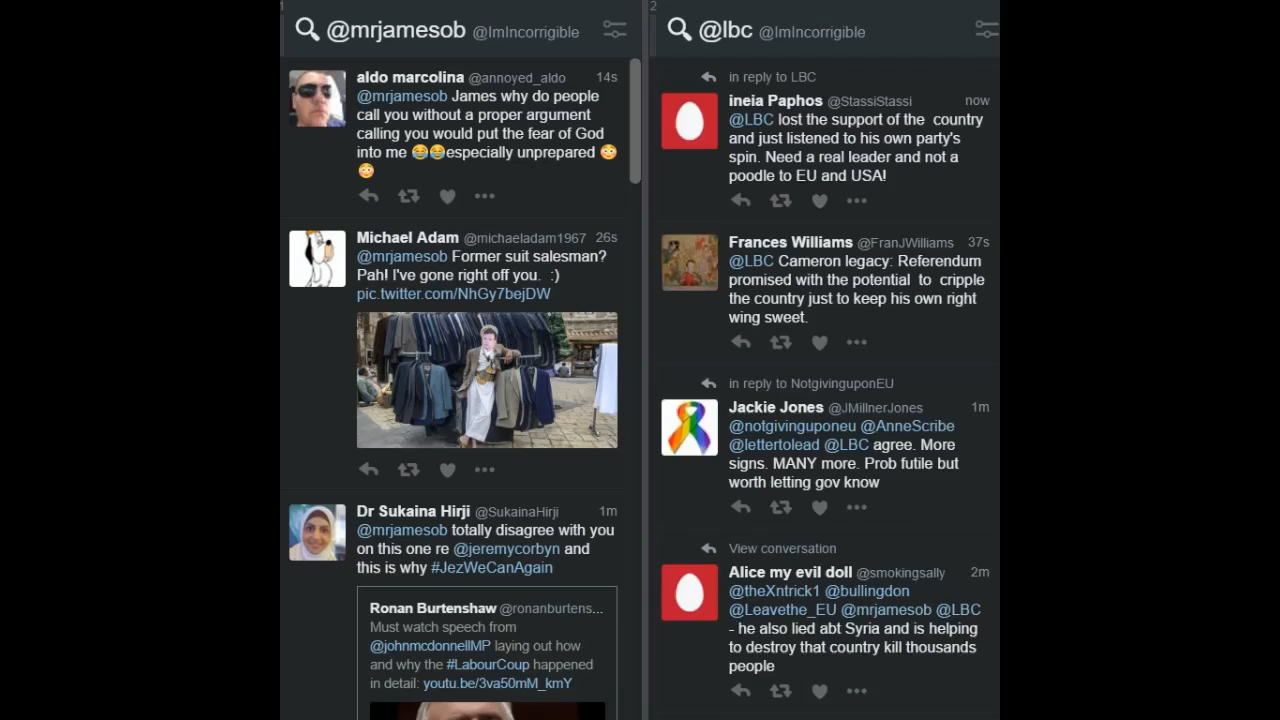 1
@mrjamesob @ImIncorrigible
aldo marcolina @annoyed_aldo 14s
@mrjamesob James why do people
call you without a proper argument
calling you would put the fear of God
into me 😂😂especially unprepared 😳
😳
Michael Adam @michaeladam1967 26s
@mrjamesob Former suit salesman?
Pah! I've gone right off you. :)
pic.twitter.com/NhGy7bejDW
Dr Sukaina Hirji @SukainaHirji 1m
@mrjamesob totally disagree with you
on this one re @jeremycorbyn and
this is why #JezWeCanAgain
Ronan Burtenshaw @ronanburtens...
Must watch speech from
@johnmcdonnellMP laying out how
and why the #LabourCoup happened
in detail: youtu.be/3va50mM_kmY
2
@lbc @ImIncorrigible
in reply to LBC
ineia Paphos @StassiStassi now
@LBC lost the support of the country
and just listened to his own party's
spin. Need a real leader and not a
poodle to EU and USA!
Frances Williams @FranJWilliams 37s
@LBC Cameron legacy: Referendum
promised with the potential to cripple
the country just to keep his own right
wing sweet.
in reply to NotgivinguponEU
Jackie Jones @JMillnerJones 1m
@notgivinguponeu @AnneScribe
@lettertolead @LBC agree. More
signs. MANY more. Prob futile but
worth letting gov know
View conversation
Alice my evil doll @smokingsally 2m
@theXntrick1 @bullingdon
@Leavethe_EU @mrjamesob @LBC
- he also lied abt Syria and is helping
to destroy that country kill thousands
people